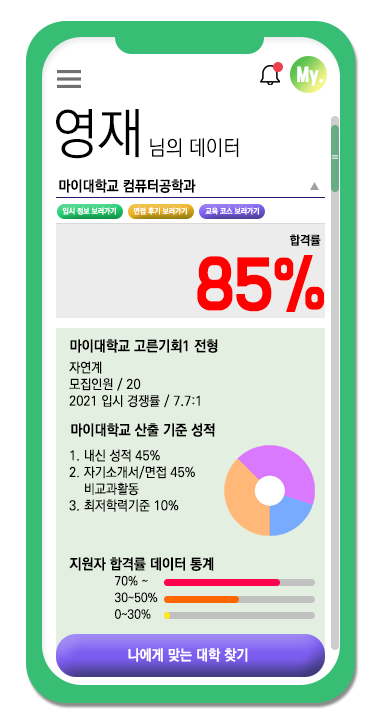 My.
영재 님의 데이터
마이대학교 컴퓨터공학과
입시 정보 보러가기 면접 후기 보러가기 교육 코스 보러가기
합격률
85%
마이대학교 고른기회1 전형
자연계
모집인원 / 20
2021 입시 경쟁률 / 7.7:1
마이대학교 산출 기준 성적
1. 내신 성적 45%
2. 자기소개서/면접 45%
비교과활동
3. 최저학력기준 10%
지원자 합격률 데이터 통계
70% ~
30~50%
0~30%
나에게 맞는 대학 찾기